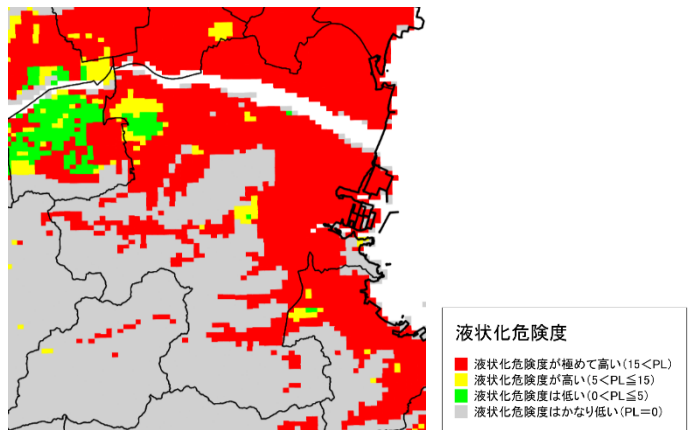 液状化危険度
液状化危険度が極めて高い(15<PL)
液状化危険度が高い(5<PL≦15)
液状化危険度は低い(0<PL≦5)
液状化危険度はかなり低い(PL=0)